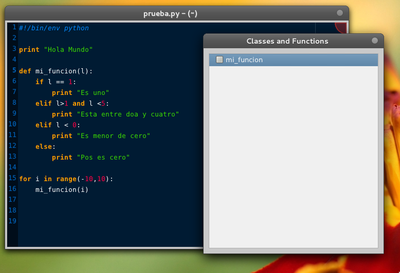 prueba.py ~ (~)
1 #!/bin/env python
2
3 print "Hola Mundo"
4
5 def mi_funcion(l):
6 if l == 1:
7 print "Es uno"
8 elif l>1 and l <5:
9 print "Esta entre doa y cuatro"
10 elif l < 0:
11 print "Es menor de cero"
12 else:
13 print "Pos es cero"
14
15 for i in range(-10,10):
16 mi_funcion(i)
17
18
19
Classes and Functions
mi_funcion